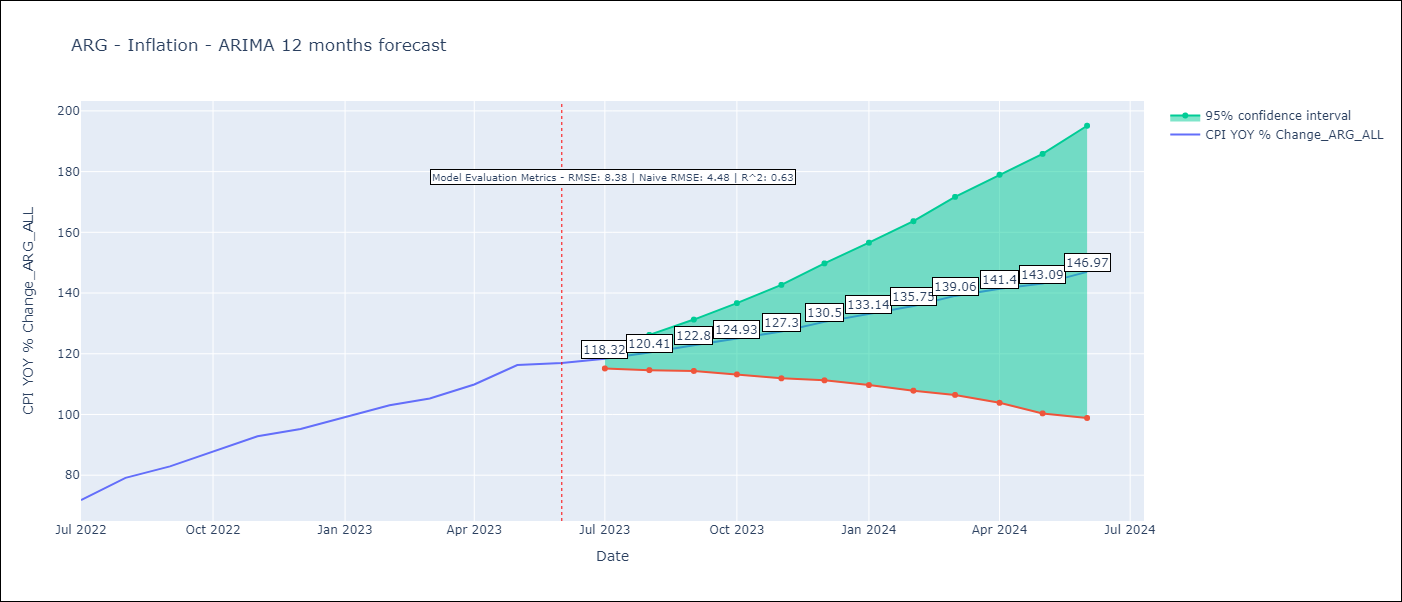 ARG - Inflation - ARIMA 12 months forecast
95% confidence interval
CPI YOY % Change_ARG_ALL
Model Evaluation Metrics - RMSE: 8.38 | Naive RMSE: 4.48 | R^2: 0.63
CPI YOY % Change_ARG_ALL
200
180
160
140
120
100
80
118.32
120.41
122.8
124.93
127.3
130.5
133.14
135.75
139.06
141.4
143.09
146.97
Jul 2022
Oct 2022
Jan 2023
Apr 2023
Jul 2023
Oct 2023
Jan 2024
Apr 2024
Jul 2024
Date